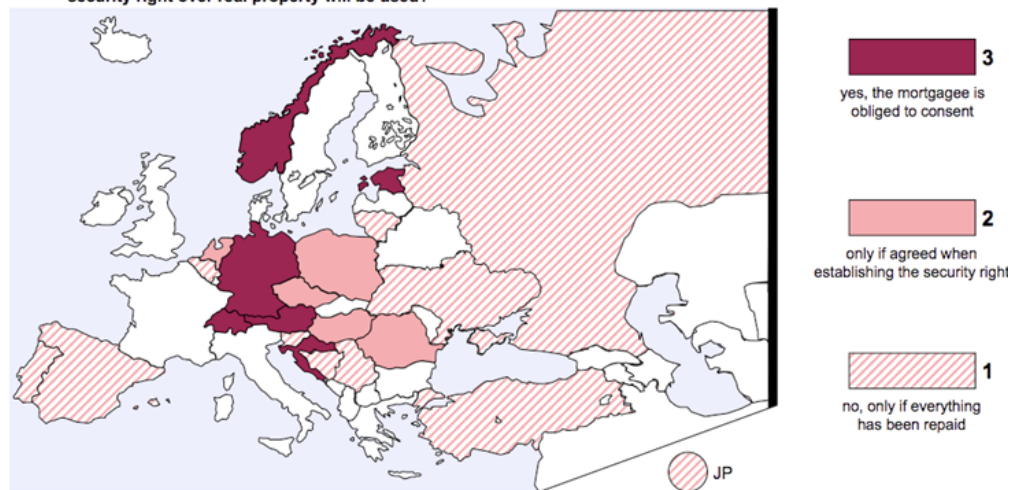 security right over real property will be used?
3
yes, the mortgagee is
obliged to consent
2
only if agreed when
establishing the security right
1
no, only if everything
has been repaid
JP